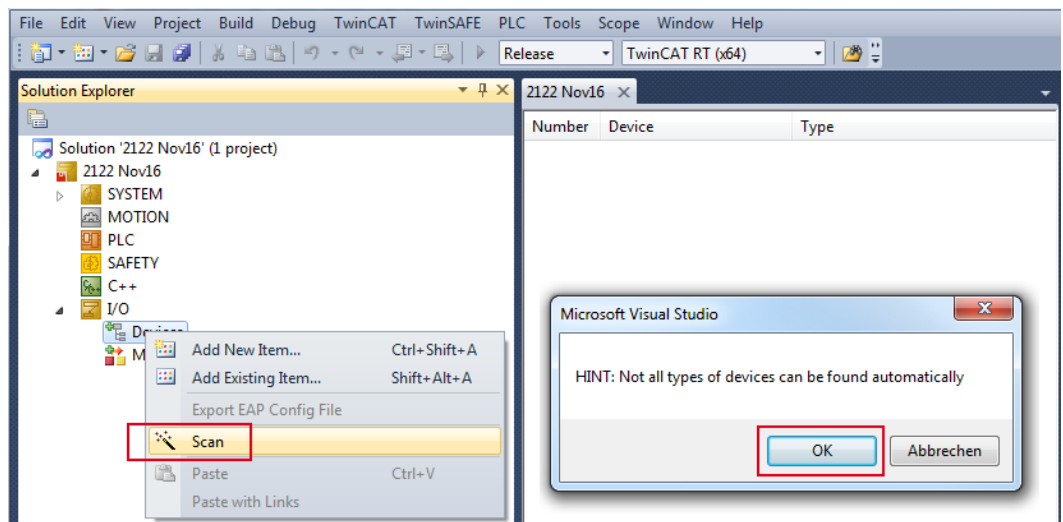 File Edit View Project Build Debug TwinCAT TwinSAFE PLC Tools Scope Window Help
Release TwinCAT RT (x64)
Solution Explorer
2122 Nov16
Number Device Type
Solution '2122 Nov16' (1 project)
2122 Nov16
SYSTEM
MOTION
PLC
SAFETY
C++
I/O
Devices
M
Add New Item... Ctrl+Shift+A
Add Existing Item... Shift+Alt+A
Export EAP Config File
Scan
Paste Ctrl+V
Paste with Links
Microsoft Visual Studio
HINT: Not all types of devices can be found automatically
OK Abbrechen